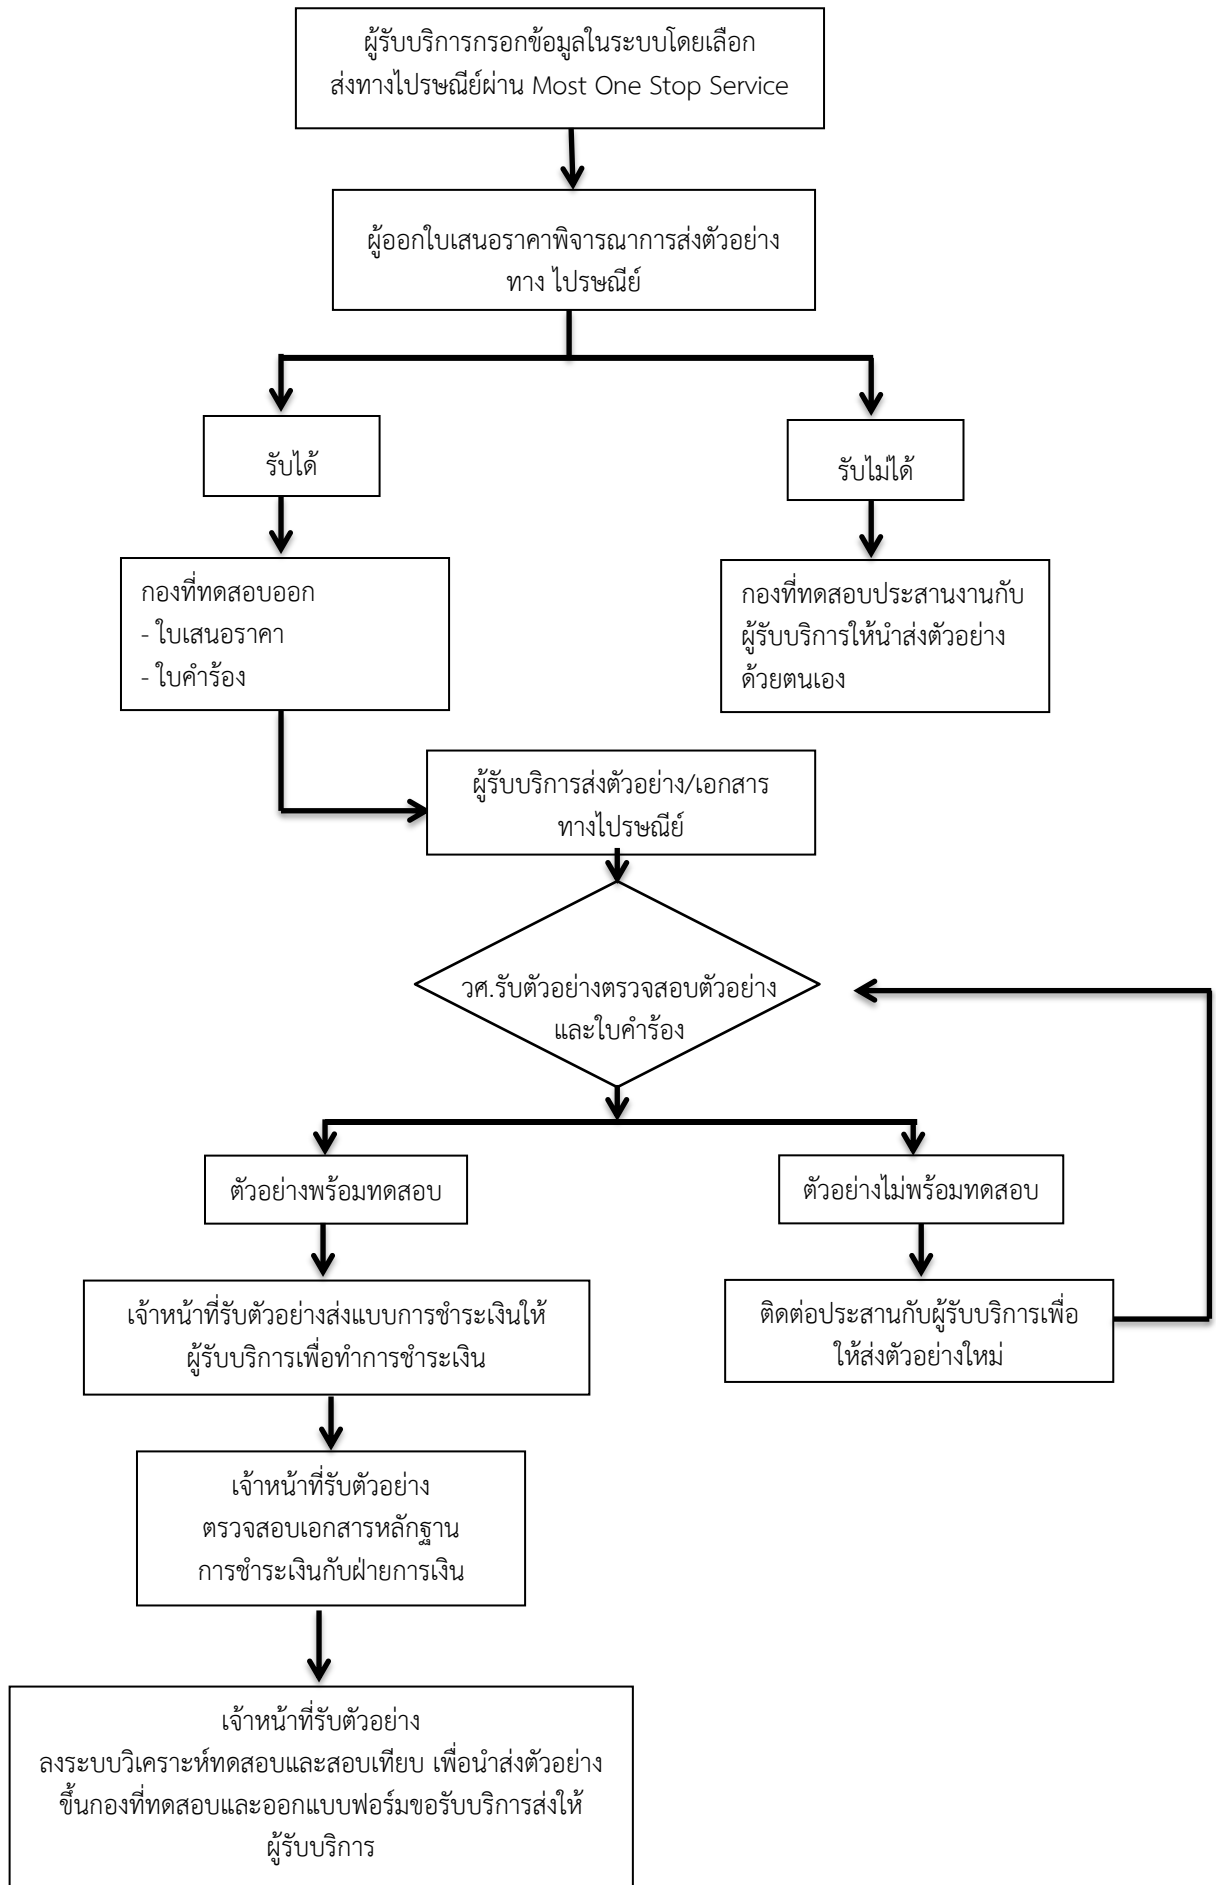 ผู้รับบริการกรอกข้อมูลในระบบโดยเลือก
ส่งทางไปรษณีย์ผ่าน Most One Stop Service
ผู้ออกใบเสนอราคาพิจารณาการส่งตัวอย่าง
ทาง ไปรษณีย์
รับได้
รับไม่ได้
กองที่ทดสอบออก
- ใบเสนอราคา
- ใบคำร้อง
กองที่ทดสอบประสานงานกับ
ผู้รับบริการให้นำส่งตัวอย่าง
ด้วยตนเอง
ผู้รับบริการส่งตัวอย่าง/เอกสาร
ทางไปรษณีย์
วศ.รับตัวอย่างตรวจสอบตัวอย่าง
และใบคำร้อง
ตัวอย่างพร้อมทดสอบ
ตัวอย่างไม่พร้อมทดสอบ
เจ้าหน้าที่รับตัวอย่างส่งแบบการชำระเงินให้
ผู้รับบริการเพื่อทำการชำระเงิน
ติดต่อประสานกับผู้รับบริการเพื่อ
ให้ส่งตัวอย่างใหม่
เจ้าหน้าที่รับตัวอย่าง
ตรวจสอบเอกสารหลักฐาน
การชำระเงินกับฝ่ายการเงิน
เจ้าหน้าที่รับตัวอย่าง
ลงระบบวิเคราะห์ทดสอบและสอบเทียบ เพื่อนำส่งตัวอย่าง
ขึ้นกองที่ทดสอบและออกแบบฟอร์มขอรับบริการส่งให้
ผู้รับบริการ